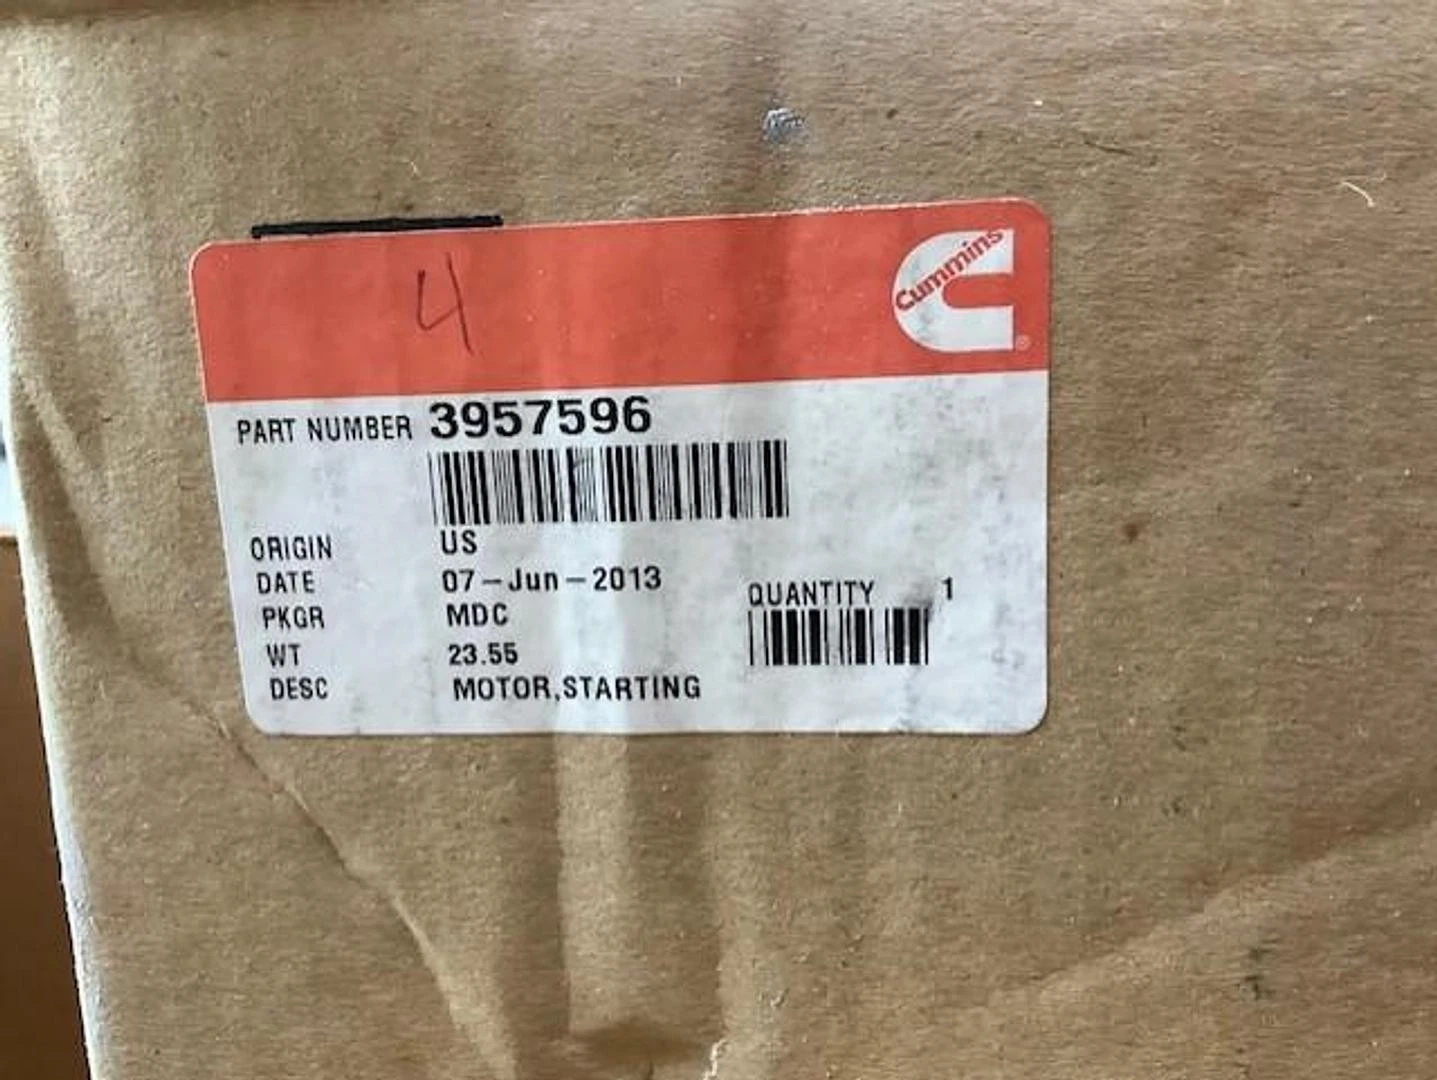 4
Cummins
PART NUMBER 3957596
ORIGIN US
DATE 07-Jun-2013
PKGR MDC
QUANTITY 1
WT 23.55
DESC MOTOR,STARTING